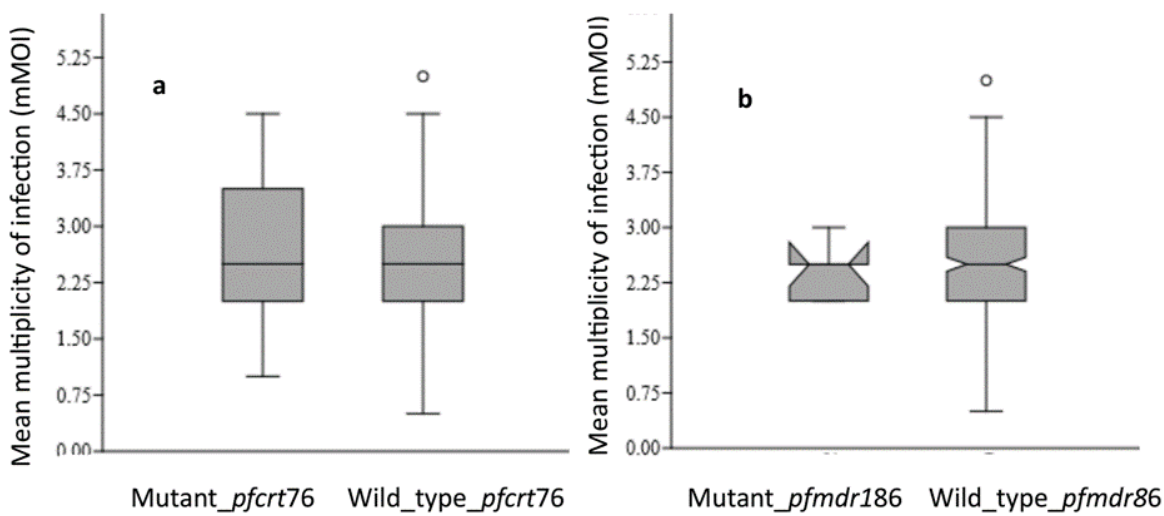 Mean multiplicity of infection (mMOI)
a
5.25
4.50
3.75
3.00
2.25
1.50
0.75
0.00
Mutant_pfcrt76 Wild_type_pfcrt76
Mean multiplicity of infection (mMOI)
b
5.25
4.50
3.75
3.00
2.25
1.50
0.75
0.00
Mutant_pfmdr186 Wild_type_pfmdr86